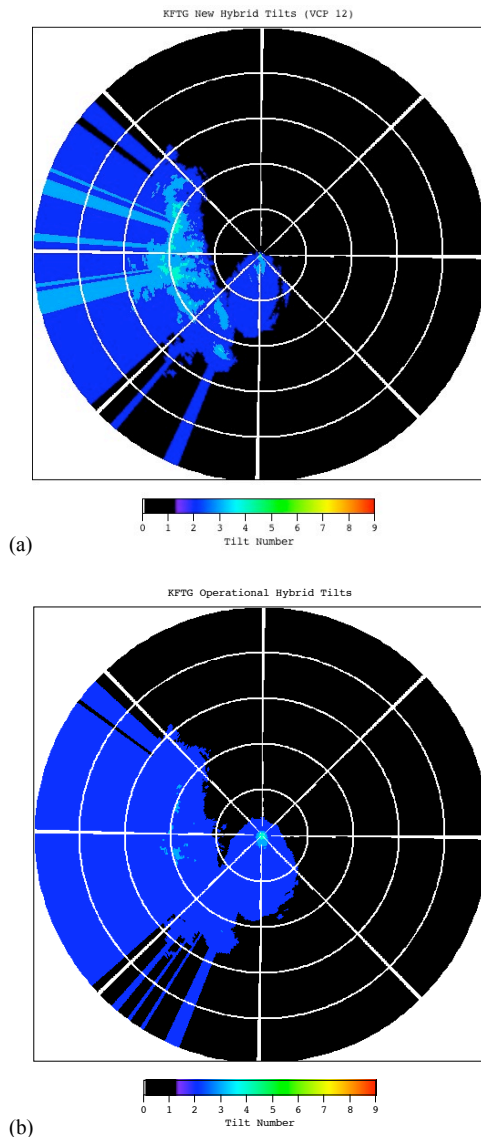 KFTG New Hybrid Tilts (VCP 12)
0 1 2 3 4 5 6 7 8 9
Tilt Number
(a)
KFTG Operational Hybrid Tilts
0 1 2 3 4 5 6 7 8 9
Tilt Number
(b)